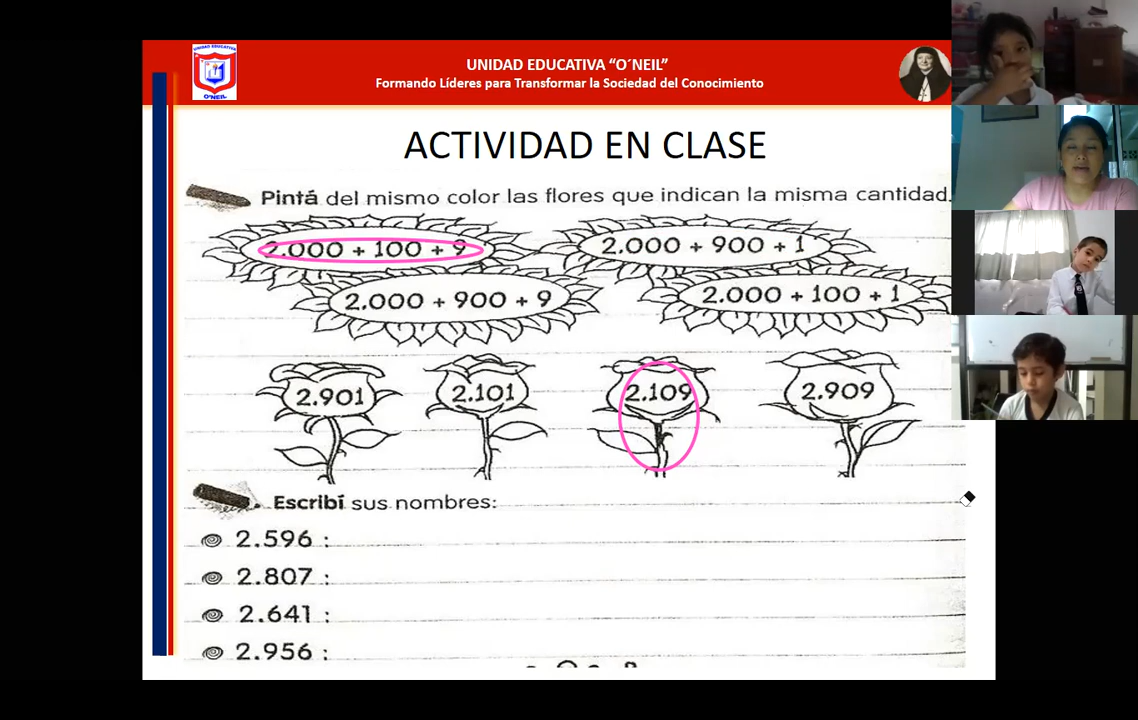 UNIDAD EDUCATIVA
O´NEIL
UNIDAD EDUCATIVA “O´NEIL”
Formando Líderes para Transformar la Sociedad del Conocimiento
ACTIVIDAD EN CLASE
Pintá del mismo color las flores que indican la misma cantidad.
2.000 + 100 + 9
2.000 + 900 + 1
2.000 + 900 + 9
2.000 + 100 + 1
2.901
2.101
2.109
2.909
Escribí sus nombres:
2.596 :
2.807 :
2.641 :
2.956 :